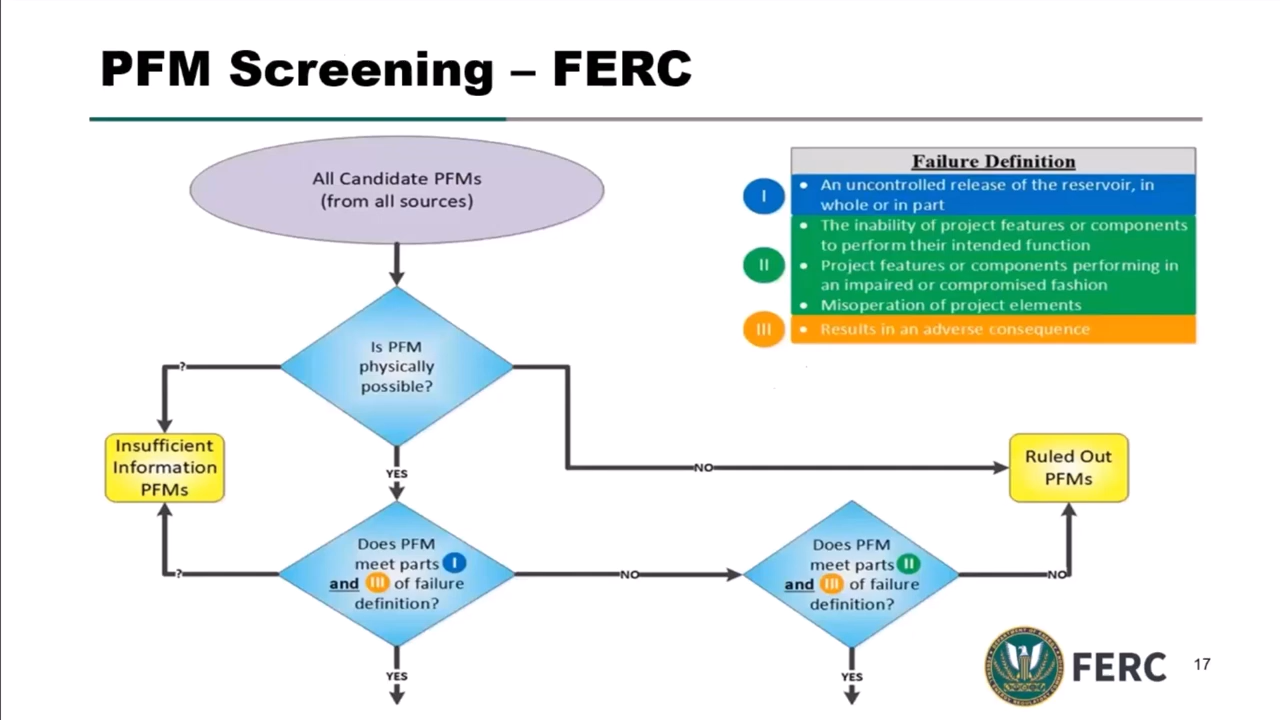 PFM Screening – FERC
All Candidate PFMs
(from all sources)
Failure Definition
I
• An uncontrolled release of the reservoir, in
whole or in part
II
• The inability of project features or components
to perform their intended function
• Project features or components performing in
an impaired or compromised fashion
• Misoperation of project elements
III
• Results in an adverse consequence
Is PFM
physically
possible?
?
Insufficient
Information
PFMs
YES
NO
Ruled Out
PFMs
Does PFM
meet parts I
and III of failure
definition?
?
NO
Does PFM
meet parts II
and III of failure
definition?
NO
YES
YES
FERC
17